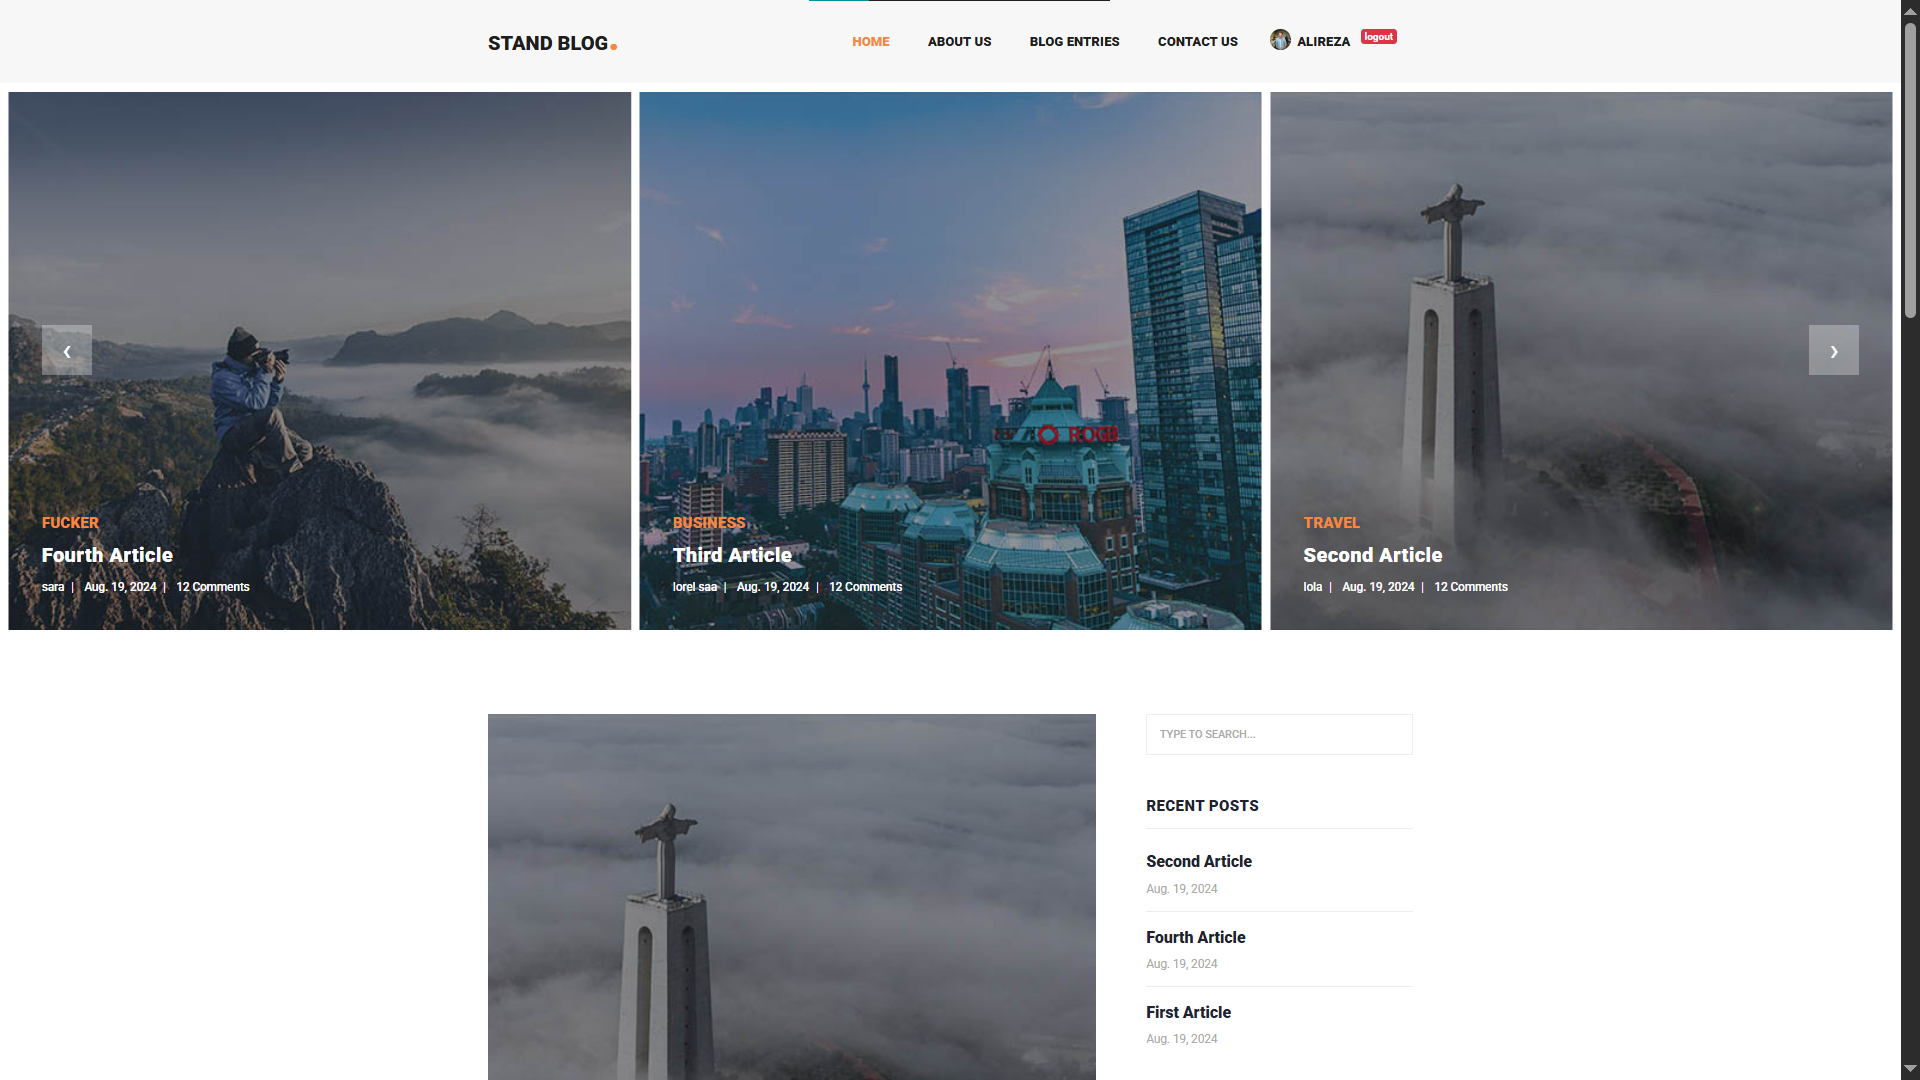 STAND BLOG.
HOME ABOUT US BLOG ENTRIES CONTACT US ALIREZA logout
‹
›
FUCKER
Fourth Article
sara | Aug. 19, 2024 | 12 Comments
BUSINESS
Third Article
lorel saa | Aug. 19, 2024 | 12 Comments
TRAVEL
Second Article
lola | Aug. 19, 2024 | 12 Comments
TYPE TO SEARCH...
RECENT POSTS
Second Article
Aug. 19, 2024
Fourth Article
Aug. 19, 2024
First Article
Aug. 19, 2024